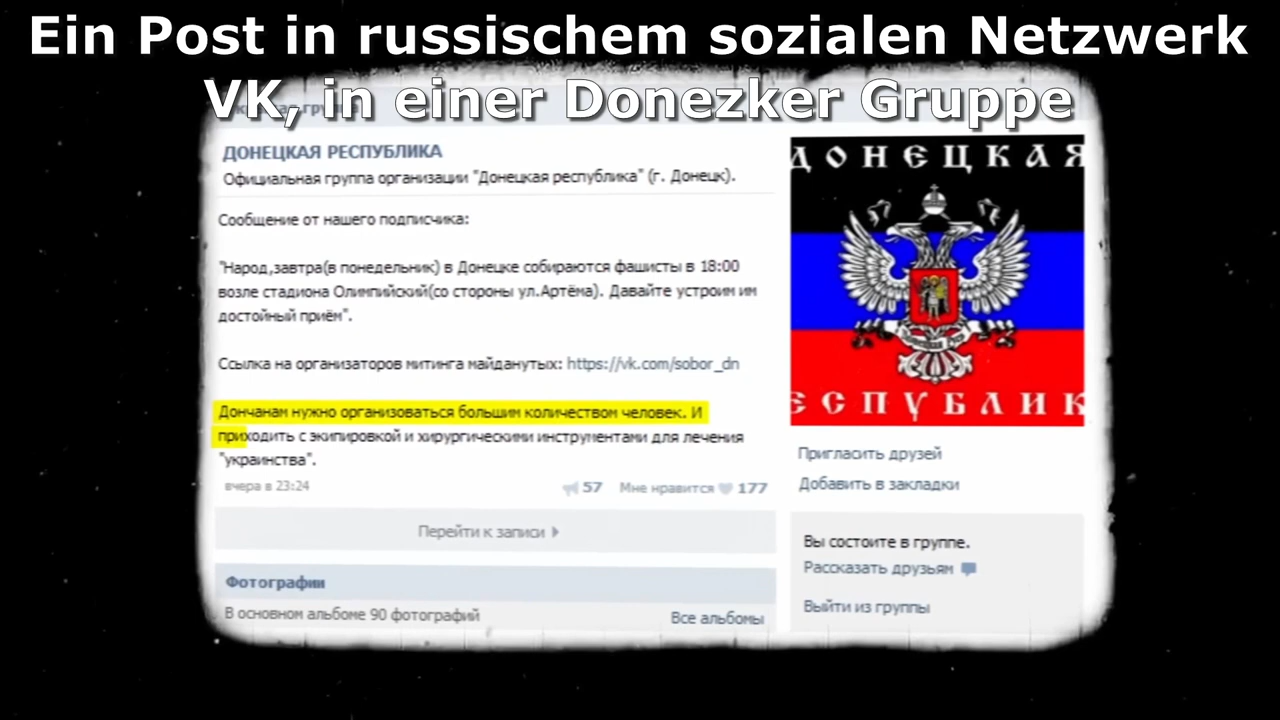 Ein Post in russischem sozialen Netzwerk
VK, in einer Donezker Gruppe
ДОНЕЦКАЯ РЕСПУБЛИКА
Официальная группа организации "Донецкая республика" (г. Донецк).
Сообщение от нашего подписчика:
"Народ,завтра(в понедельник) в Донецке собираются фашисты в 18:00
возле стадиона Олимпийский(со стороны ул.Артёма). Давайте устроим им
достойный приём".
Ссылка на организаторов митинга майданутых: https://vk.com/sobor_dn
Дончанам нужно организоваться большим количеством человек. И
приходить с экипировкой и хирургическими инструментами для лечения
"украинства".
вчера в 23:24
57 Мне нравится 177
Перейти к записи
Фотографии
В основном альбоме 90 фотографий
Все альбомы
ДОНЕЦКАЯ
ЕСПУБЛИК
Пригласить друзей
Добавить в закладки
Вы состоите в группе.
Рассказать друзьям
Выйти из группы